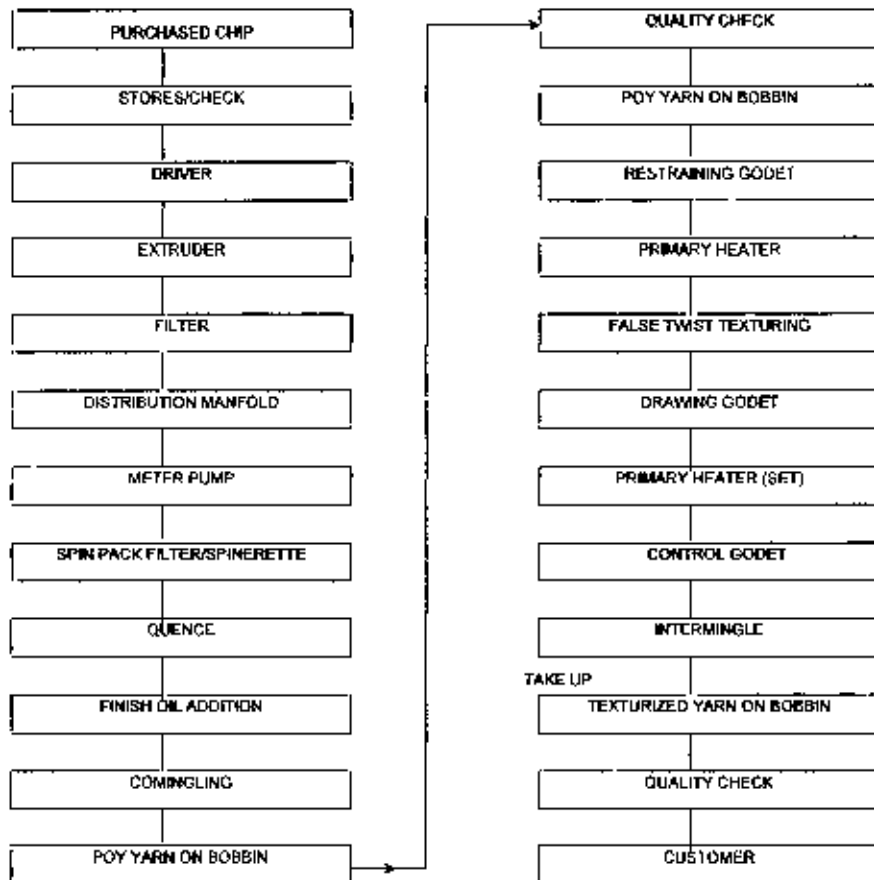 PURCHASED CHIP
STORES/CHECK
DRIVER
EXTRUDER
FILTER
DISTRIBUTION MANFOLD
METER PUMP
SPIN PACK FILTER/SPINERETTE
QUENCE
FINISH OIL ADDITION
COMINGLING
POY YARN ON BOBBIN
QUALITY CHECK
POY YARN ON BOBBIN
RESTRAINING GODET
PRIMARY HEATER
FALSE TWIST TEXTURING
DRAWING GODET
PRIMARY HEATER (SET)
CONTROL GODET
INTERMINGLE
TAKE UP
TEXTURIZED YARN ON BOBBIN
QUALITY CHECK
CUSTOMER